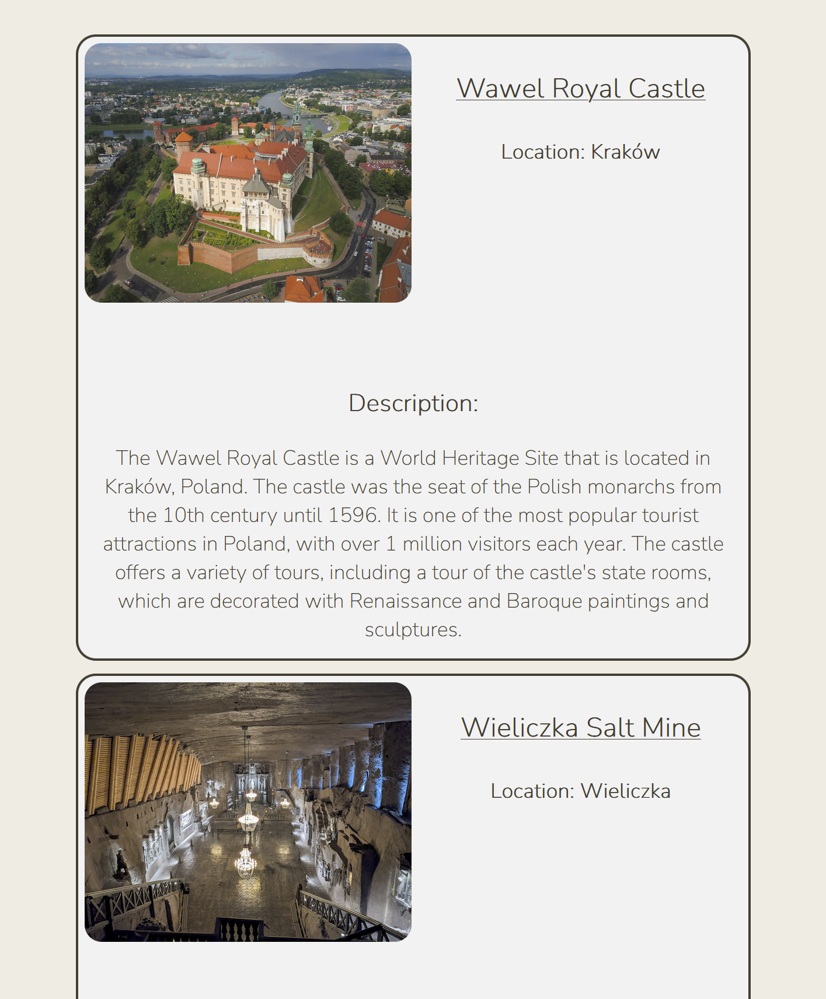 Wawel Royal Castle
Location: Kraków
Description:
The Wawel Royal Castle is a World Heritage Site that is located in
Kraków, Poland. The castle was the seat of the Polish monarchs from
the 10th century until 1596. It is one of the most popular tourist
attractions in Poland, with over 1 million visitors each year. The castle
offers a variety of tours, including a tour of the castle's state rooms,
which are decorated with Renaissance and Baroque paintings and
sculptures.
Wieliczka Salt Mine
Location: Wieliczka